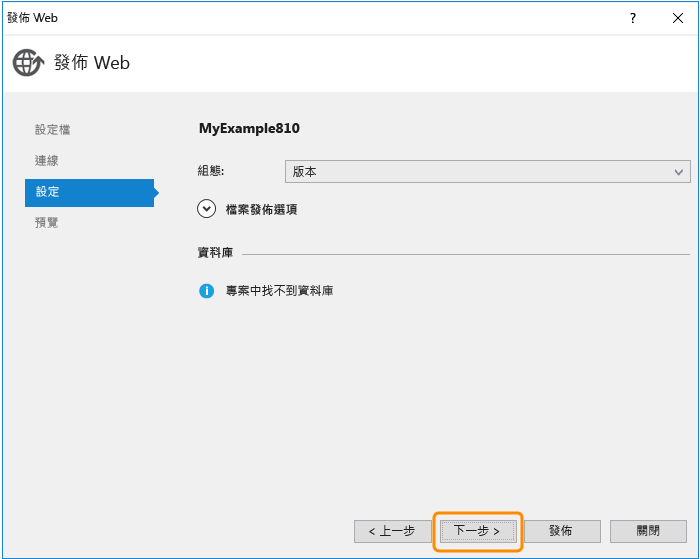 發佈 Web
?
發佈 Web
設定檔
連線
設定
預覽
MyExample810
組態:
版本
檔案發佈選項
資料庫
專案中找不到資料庫
< 上一步
下一步 >
發佈
關閉